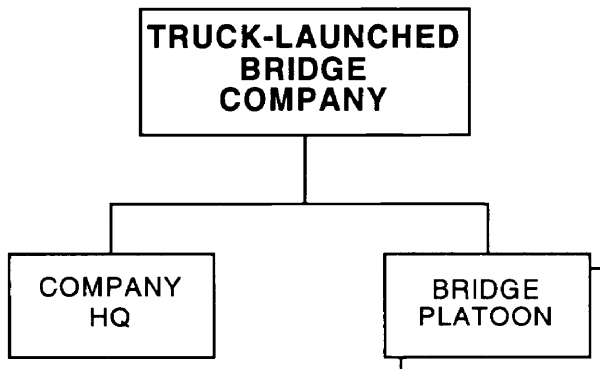 TRUCK-LAUNCHED
BRIDGE
COMPANY
COMPANY
HQ
BRIDGE
PLATOON